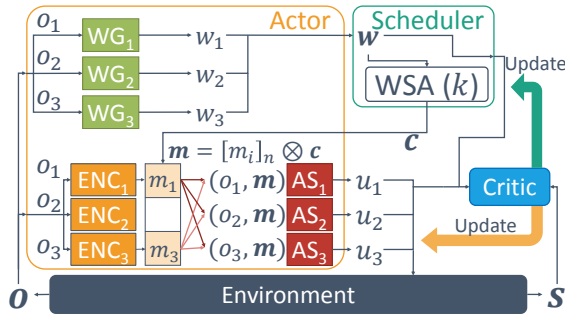 Actor
Scheduler
o₁ WG₁ w₁
o₂ WG₂ w₂
o₃ WG₃ w₃
w
WSA (k)
Update
c
m = [mᵢ]ₙ ⊗ c
o₁ ENC₁ m₁ (o₁, m) AS₁ u₁
o₂ ENC₂ (o₂, m) AS₂ u₂
o₃ ENC₃ m₃ (o₃, m) AS₃ u₃
Critic
Update
o Environment s